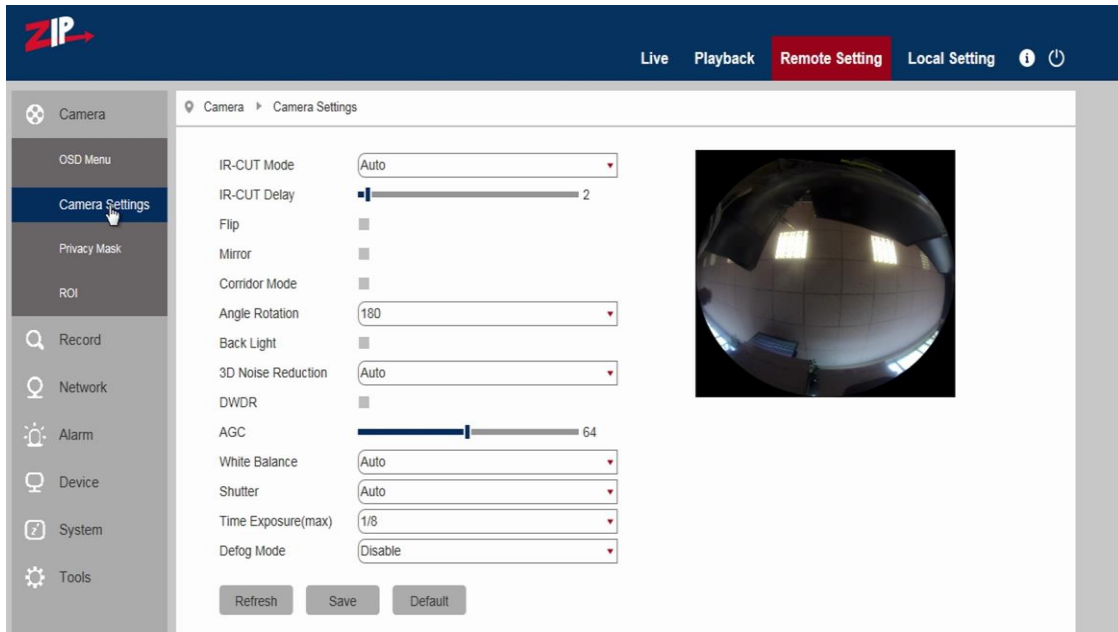 ZIP
Live Playback Remote Setting Local Setting
Camera
Camera Camera Settings
OSD Menu
Camera Settings
Privacy Mask
ROI
Record
Network
Alarm
Device
System
Tools
IR-CUT Mode Auto
IR-CUT Delay 2
Flip
Mirror
Corridor Mode
Angle Rotation 180
Back Light
3D Noise Reduction Auto
DWDR
AGC 64
White Balance Auto
Shutter Auto
Time Exposure(max) 1/8
Defog Mode Disable
Refresh Save Default